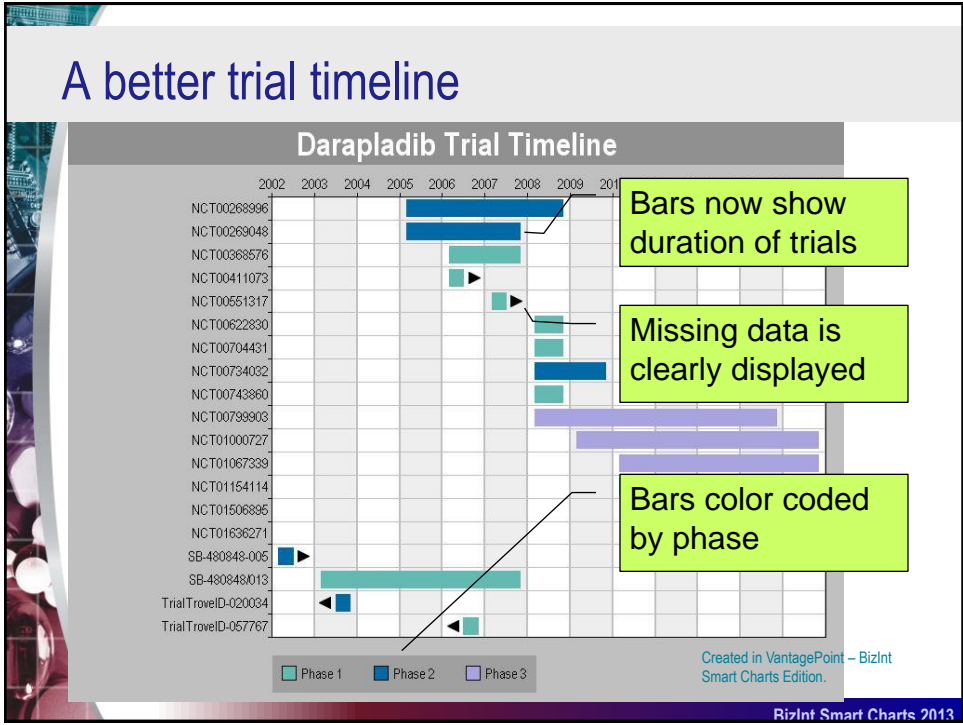 A better trial timeline
Darapladib Trial Timeline
2002 2003 2004 2005 2006 2007 2008 2009
NCT00268996
NCT00269048
NCT00368576
NCT00411073
NCT00551317
NCT00622830
NCT00704431
NCT00734032
NCT00743860
NCT00799903
NCT01000727
NCT01067339
NCT01154114
NCT01506895
NCT01636271
SB-480848-005
SB-480848/013
TrialTroveID-020034
TrialTroveID-057767
Bars now show
duration of trials
Missing data is
clearly displayed
Bars color coded
by phase
Phase 1 Phase 2 Phase 3
Created in VantagePoint – BizInt
Smart Charts Edition.
BizInt Smart Charts 2013